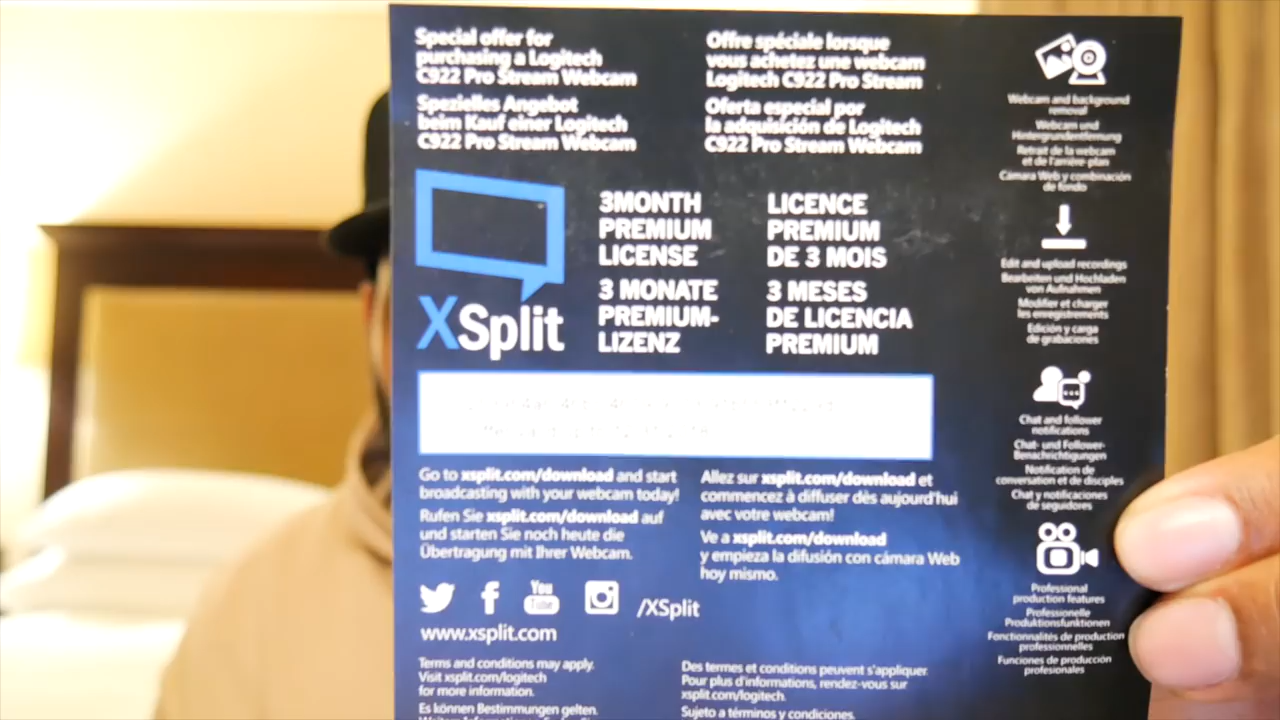 Special offer for
purchasing a Logitech
C922 Pro Stream Webcam
Spezielles Angebot
beim Kauf einer Logitech
C922 Pro Stream Webcam
Offre spéciale lorsque
vous achetez une webcam
Logitech C922 Pro Stream
Oferta especial por
la adquisición de Logitech
C922 Pro Stream Webcam
XSplit
3MONTH
PREMIUM
LICENSE
3 MONATE
PREMIUM-
LIZENZ
LICENCE
PREMIUM
DE 3 MOIS
3 MESES
DE LICENCIA
PREMIUM
Go to xsplit.com/download and start
broadcasting with your webcam today!
Rufen Sie xsplit.com/download auf
und starten Sie noch heute die
Übertragung mit Ihrer Webcam.
Allez sur xsplit.com/download et
commencez à diffuser dès aujourd'hui
avec votre webcam!
Ve a xsplit.com/download
y empieza la difusión con cámara Web
hoy mismo.
You
Tube
/XSplit
www.xsplit.com
Terms and conditions may apply.
Visit xsplit.com/logitech
for more information.
Es können Bestimmungen gelten.
Des termes et conditions peuvent s'appliquer.
Pour plus d'informations, rendez-vous sur
xsplit.com/logitech.
Sujeto a términos y condiciones.
Webcam and background
removal
Webcam und
Hintergrundentfernung
Retrait de la webcam
et de l'arrière-plan
Cámara Web y combinación
de fondo
Edit and upload recordings
Bearbeiten und Hochladen
von Aufnahmen
Modifier et charger
les enregistrements
Edición y carga
de grabaciones
Chat and follower
notifications
Chat- und Follower-
Benachrichtigungen
Notification de
conversation et de disciples
Chat y notificaciones
de seguidores
Professional
production features
Professionelle
Produktionsfunktionen
Fonctionnalités de production
professionnelles
Funciones de producción
profesionales